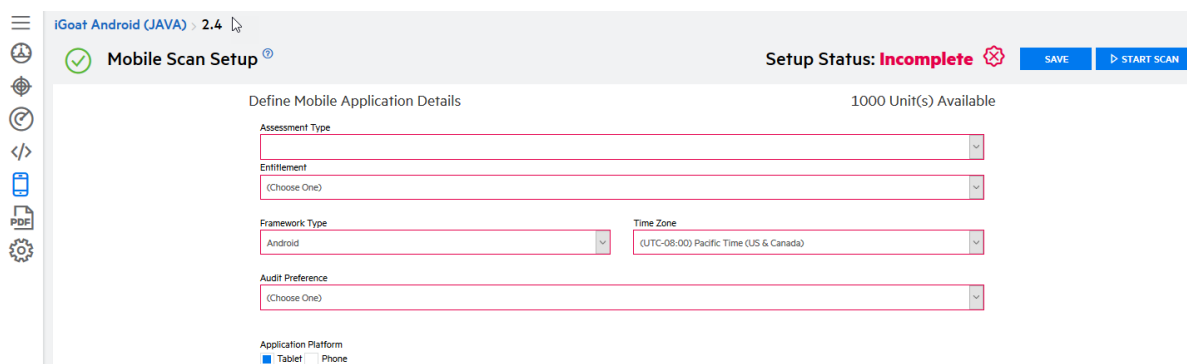 iGoat Android (JAVA) > 2.4
Mobile Scan Setup ?
Setup Status: Incomplete
SAVE
START SCAN
Define Mobile Application Details
1000 Unit(s) Available
Assessment Type
Entitlement
(Choose One)
Framework Type
Time Zone
Android
(UTC-08:00) Pacific Time (US & Canada)
Audit Preference
(Choose One)
PDF
Application Platform
Tablet Phone